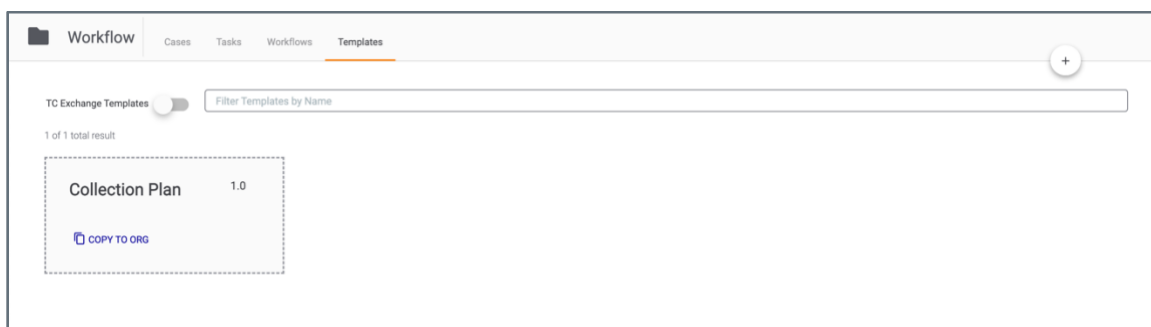 Workflow Cases Tasks Workflows Templates
+
TC Exchange Templates Filter Templates by Name
1 of 1 total result
Collection Plan 1.0
COPY TO ORG